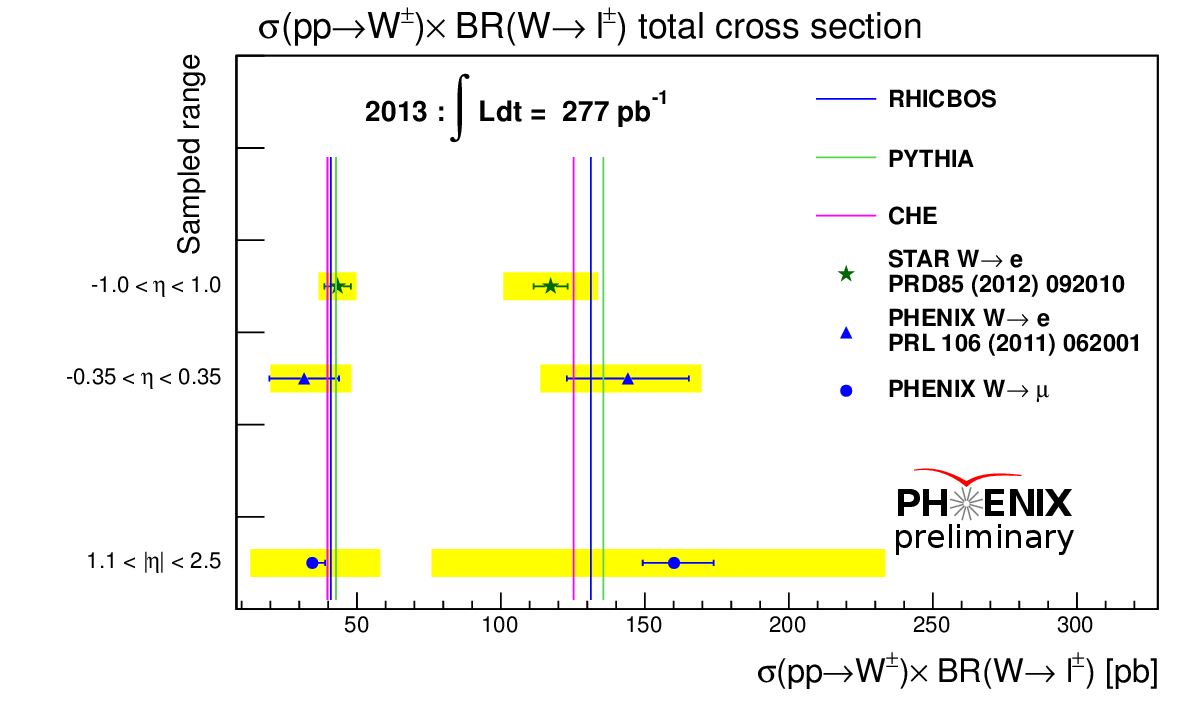 σ(pp→W±)× BR(W→ l±) total cross section
Sampled range
2013 : ∫ Ldt = 277 pb-1
RHICBOS
PYTHIA
CHE
STAR W→ e
PRD85 (2012) 092010
PHENIX W→ e
PRL 106 (2011) 062001
PHENIX W→ μ
-1.0 < η < 1.0
-0.35 < η < 0.35
1.1 < |η| < 2.5
PHENIX
preliminary
50 100 150 200 250 300
σ(pp→W±)× BR(W→ l±) [pb]